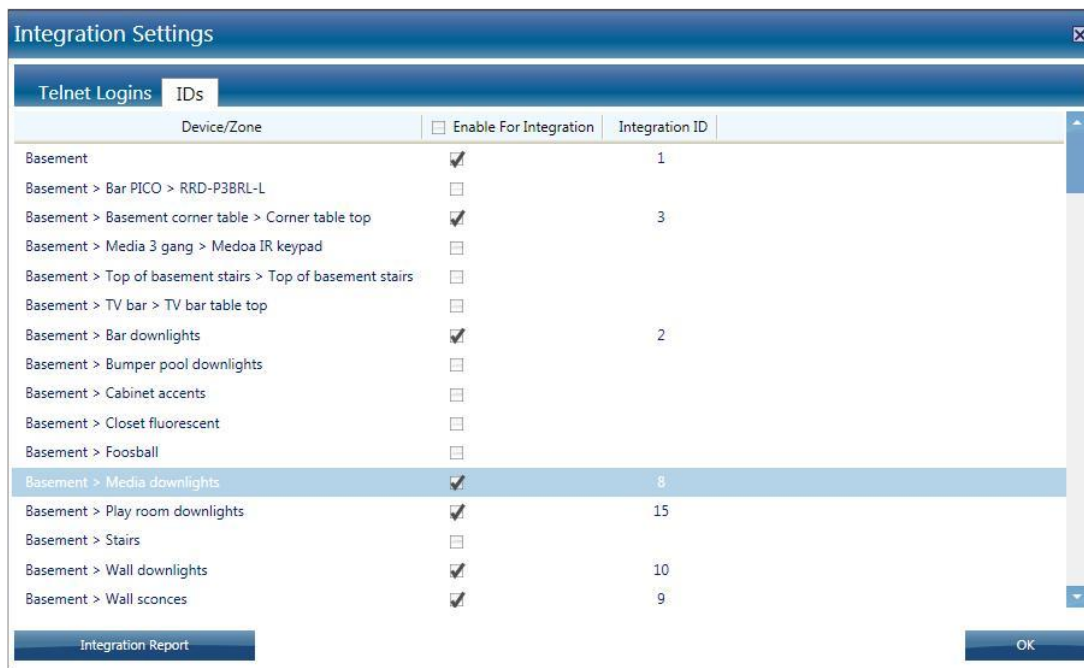 Integration Settings
Telnet Logins IDs
Device/Zone Enable For Integration Integration ID
Basement 1
Basement > Bar PICO > RRD-P3BRL-L
Basement > Basement corner table > Corner table top 3
Basement > Media 3 gang > Medoa IR keypad
Basement > Top of basement stairs > Top of basement stairs
Basement > TV bar > TV bar table top
Basement > Bar downlights 2
Basement > Bumper pool downlights
Basement > Cabinet accents
Basement > Closet fluorescent
Basement > Foosball
Basement > Media downlights 8
Basement > Play room downlights 15
Basement > Stairs
Basement > Wall downlights 10
Basement > Wall sconces 9
Integration Report OK